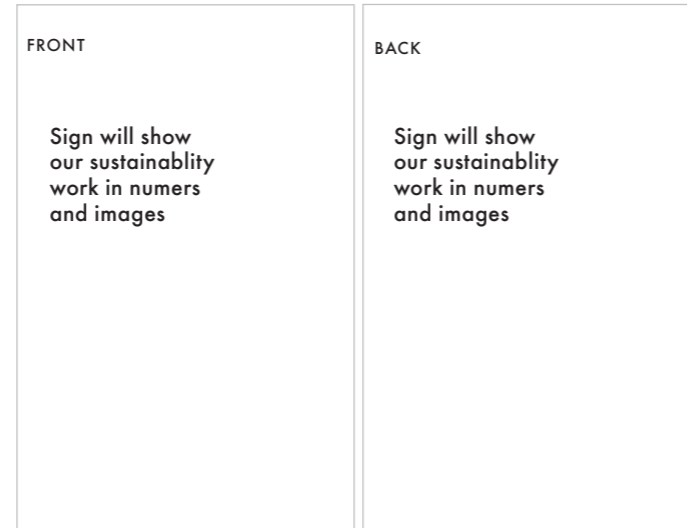 FRONT
Sign will show
our sustainablity
work in numers
and images
BACK
Sign will show
our sustainablity
work in numers
and images